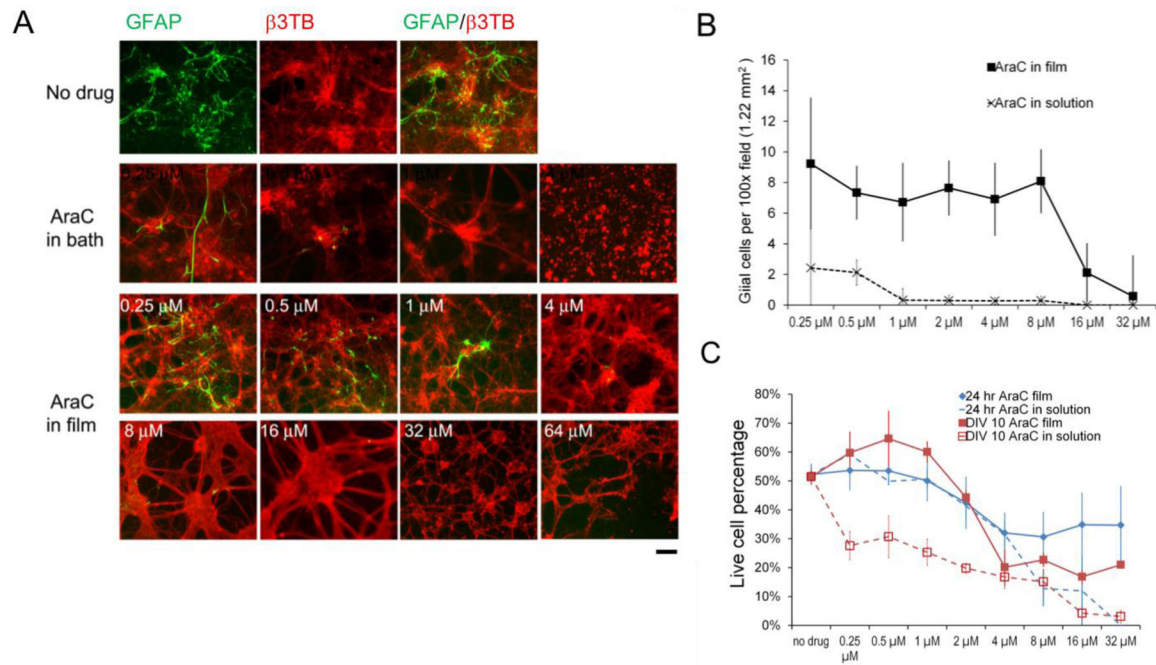 A
GFAP
β3TB
GFAP/β3TB
No drug
AraC
in bath
0.25 μM
0.5 μM
AraC
in film
0.25 μM
0.5 μM
1 μM
4 μM
8 μM
16 μM
32 μM
64 μM
B
AraC in film
AraC in solution
Giial cells per 100x field (1.22 mm²)
16
14
12
10
8
6
4
2
0
0.25 μM
0.5 μM
1 μM
2 μM
4 μM
8 μM
16 μM
32 μM
C
24 hr AraC film
24 hr AraC in solution
DIV 10 AraC film
DIV 10 AraC in solution
Live cell percentage
80%
70%
60%
50%
40%
30%
20%
10%
0%
no drug
0.25
μM
0.5 μM
1 μM
2 μM
4 μM
8 μM
16 μM
32 μM